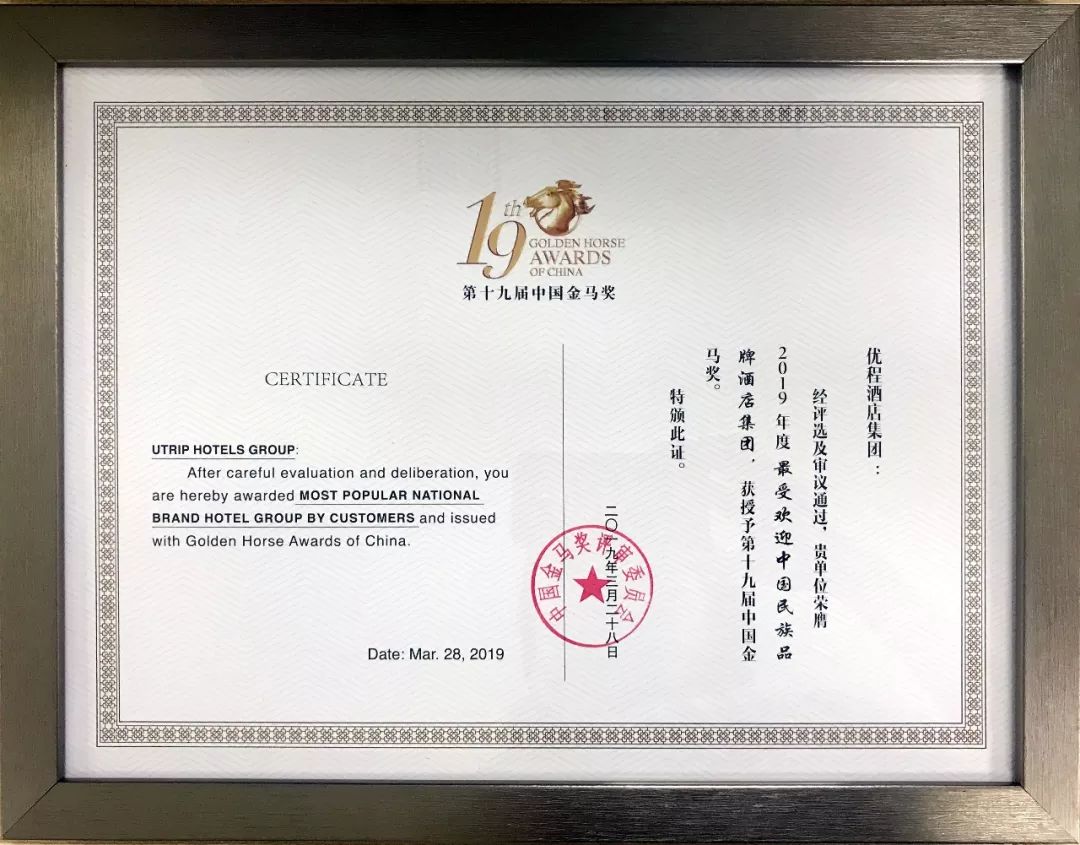 19th
GOLDEN HORSE
AWARDS
OF CHINA
第十九届中国金马奖
CERTIFICATE
UTRIP HOTELS GROUP:
After careful evaluation and deliberation, you
are hereby awarded MOST POPULAR NATIONAL
BRAND HOTEL GROUP BY CUSTOMERS and issued
with Golden Horse Awards of China.
Date: Mar. 28, 2019
优程酒店集团：
经评选及审议通过，贵单位荣膺
2019年度最受欢迎中国民族品
牌酒店集团，获授予第十九届中国金
马奖。
特颁此证。
二〇一九年三月二十八日
中国金马奖评审委员会